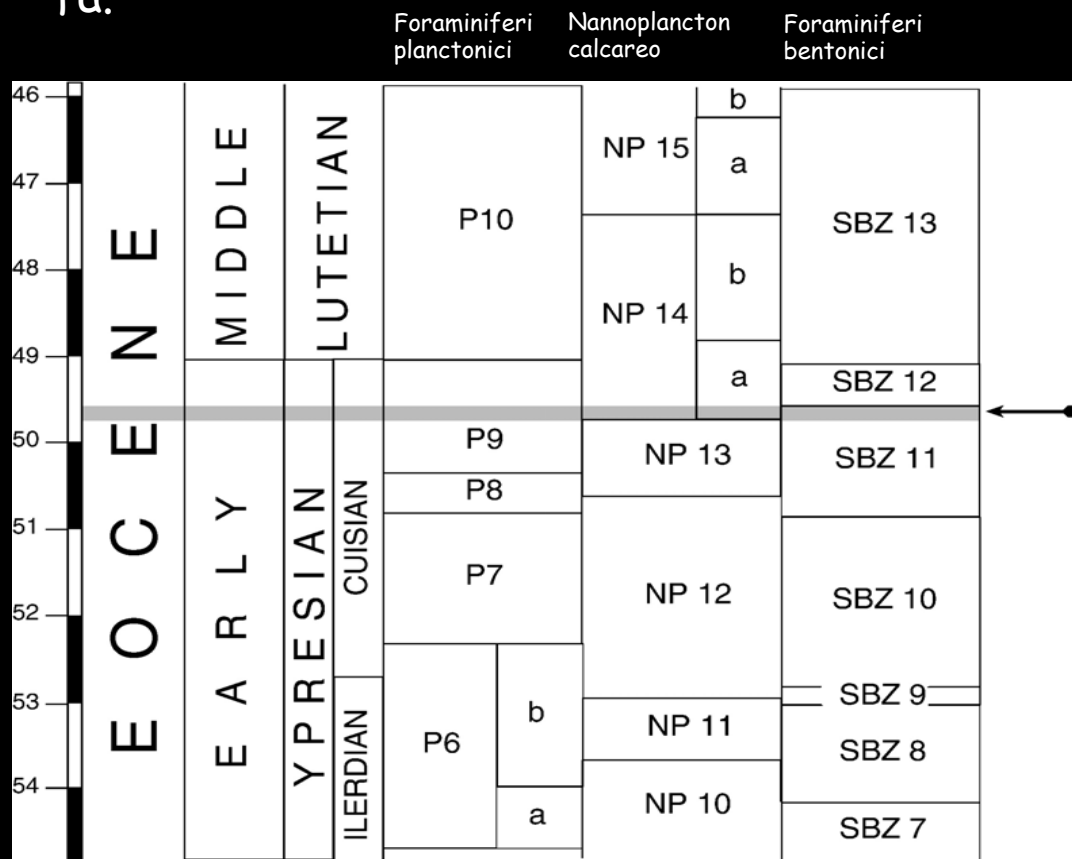 Foraminiferi
planctonici
Nannoplancton
calcareo
Foraminiferi
bentonici
46
47
48
49
50
51
52
53
54
EOCENE
MIDDLE
EARLY
LUTETIAN
YPRESIAN
CUISIAN
ILERDIAN
P10
P9
P8
P7
P6
b
a
NP 15
b
a
NP 14
b
a
NP 13
NP 12
NP 11
NP 10
SBZ 13
SBZ 12
SBZ 11
SBZ 10
SBZ 9
SBZ 8
SBZ 7